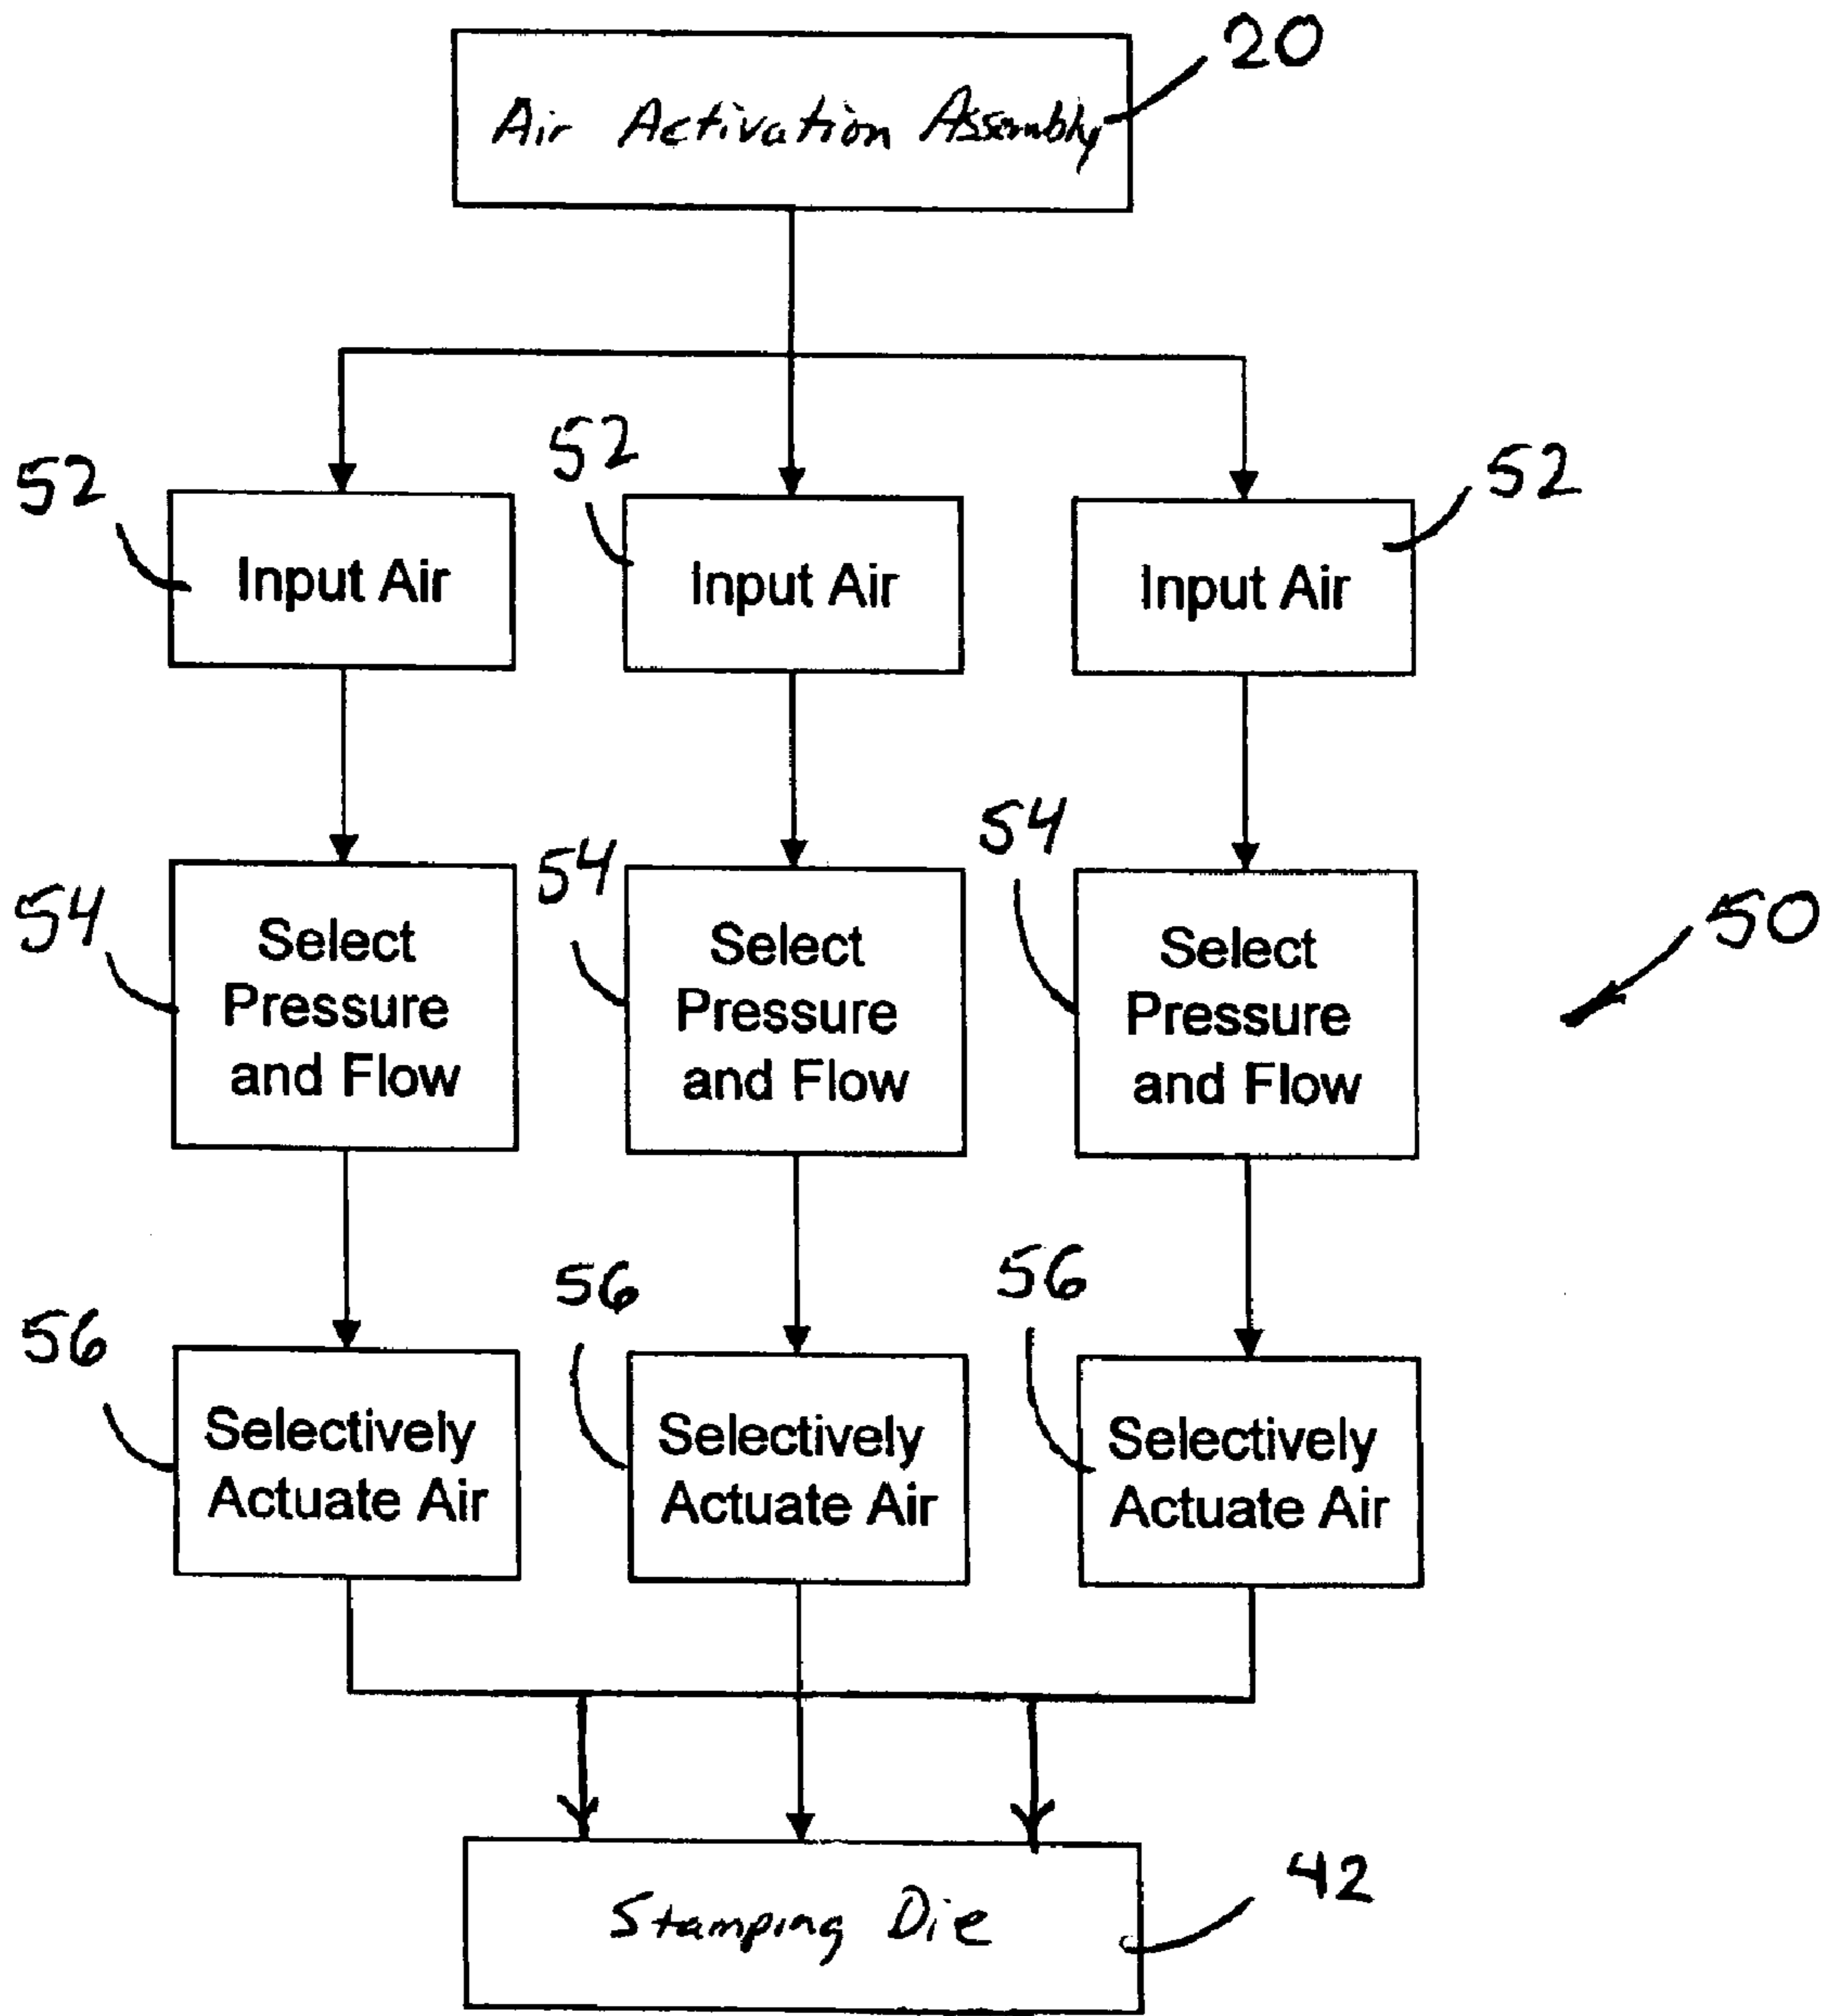 20
Air Activation Assembly
52
52
52
Input Air
Input Air
Input Air
54
54
54
50
Select
Pressure
and Flow
Select
Pressure
and Flow
Select
Pressure
and Flow
56
56
56
Selectively
Actuate Air
Selectively
Actuate Air
Selectively
Actuate Air
42
Stamping Die